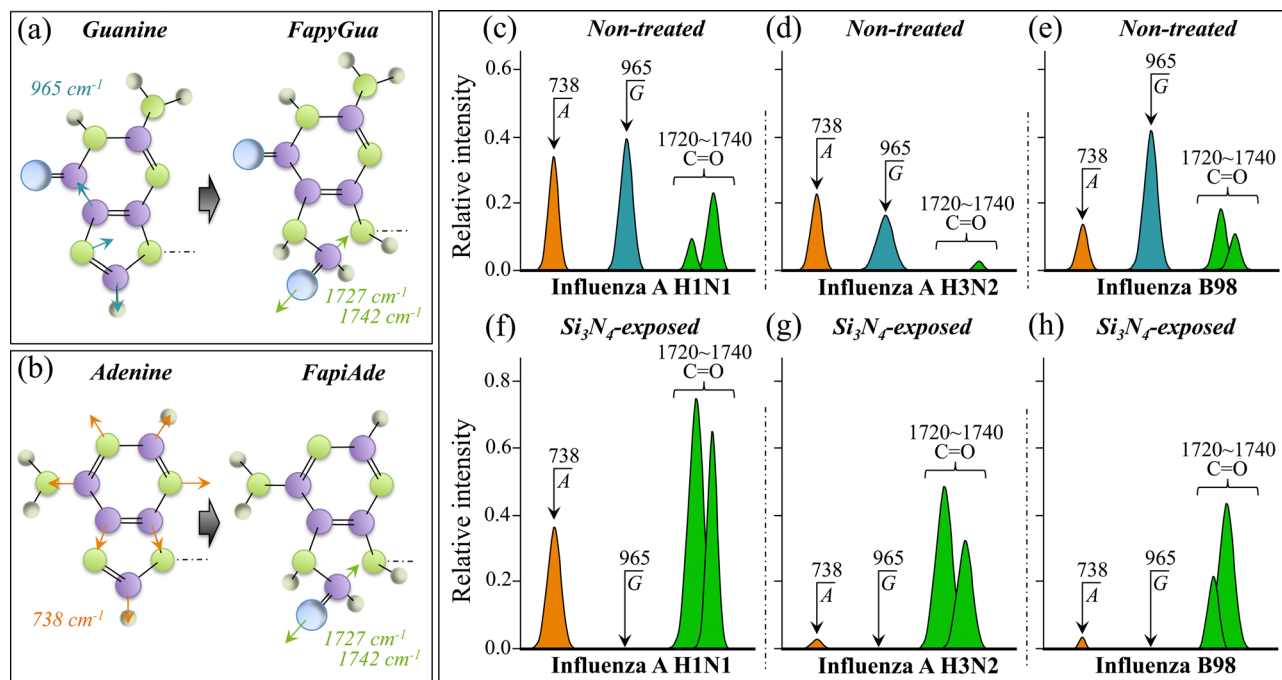 (a)
Guanine
FapyGua
965 cm⁻¹
1727 cm⁻¹
1742 cm⁻¹
(b)
Adenine
FapiAde
738 cm⁻¹
1727 cm⁻¹
1742 cm⁻¹
(c)
Non-treated
Relative intensity
0.6
0.4
0.2
0.0
738
A
965
G
1720~1740
C=O
Influenza A H1N1
(d)
Non-treated
738
A
965
G
1720~1740
C=O
Influenza A H3N2
(e)
Non-treated
738
A
965
G
1720~1740
C=O
Influenza B98
(f)
Si₃N₄-exposed
Relative intensity
0.8
0.6
0.4
0.2
0.0
738
A
965
G
1720~1740
C=O
Influenza A H1N1
(g)
Si₃N₄-exposed
738
A
965
G
1720~1740
C=O
Influenza A H3N2
(h)
Si₃N₄-exposed
738
A
965
G
1720~1740
C=O
Influenza B98